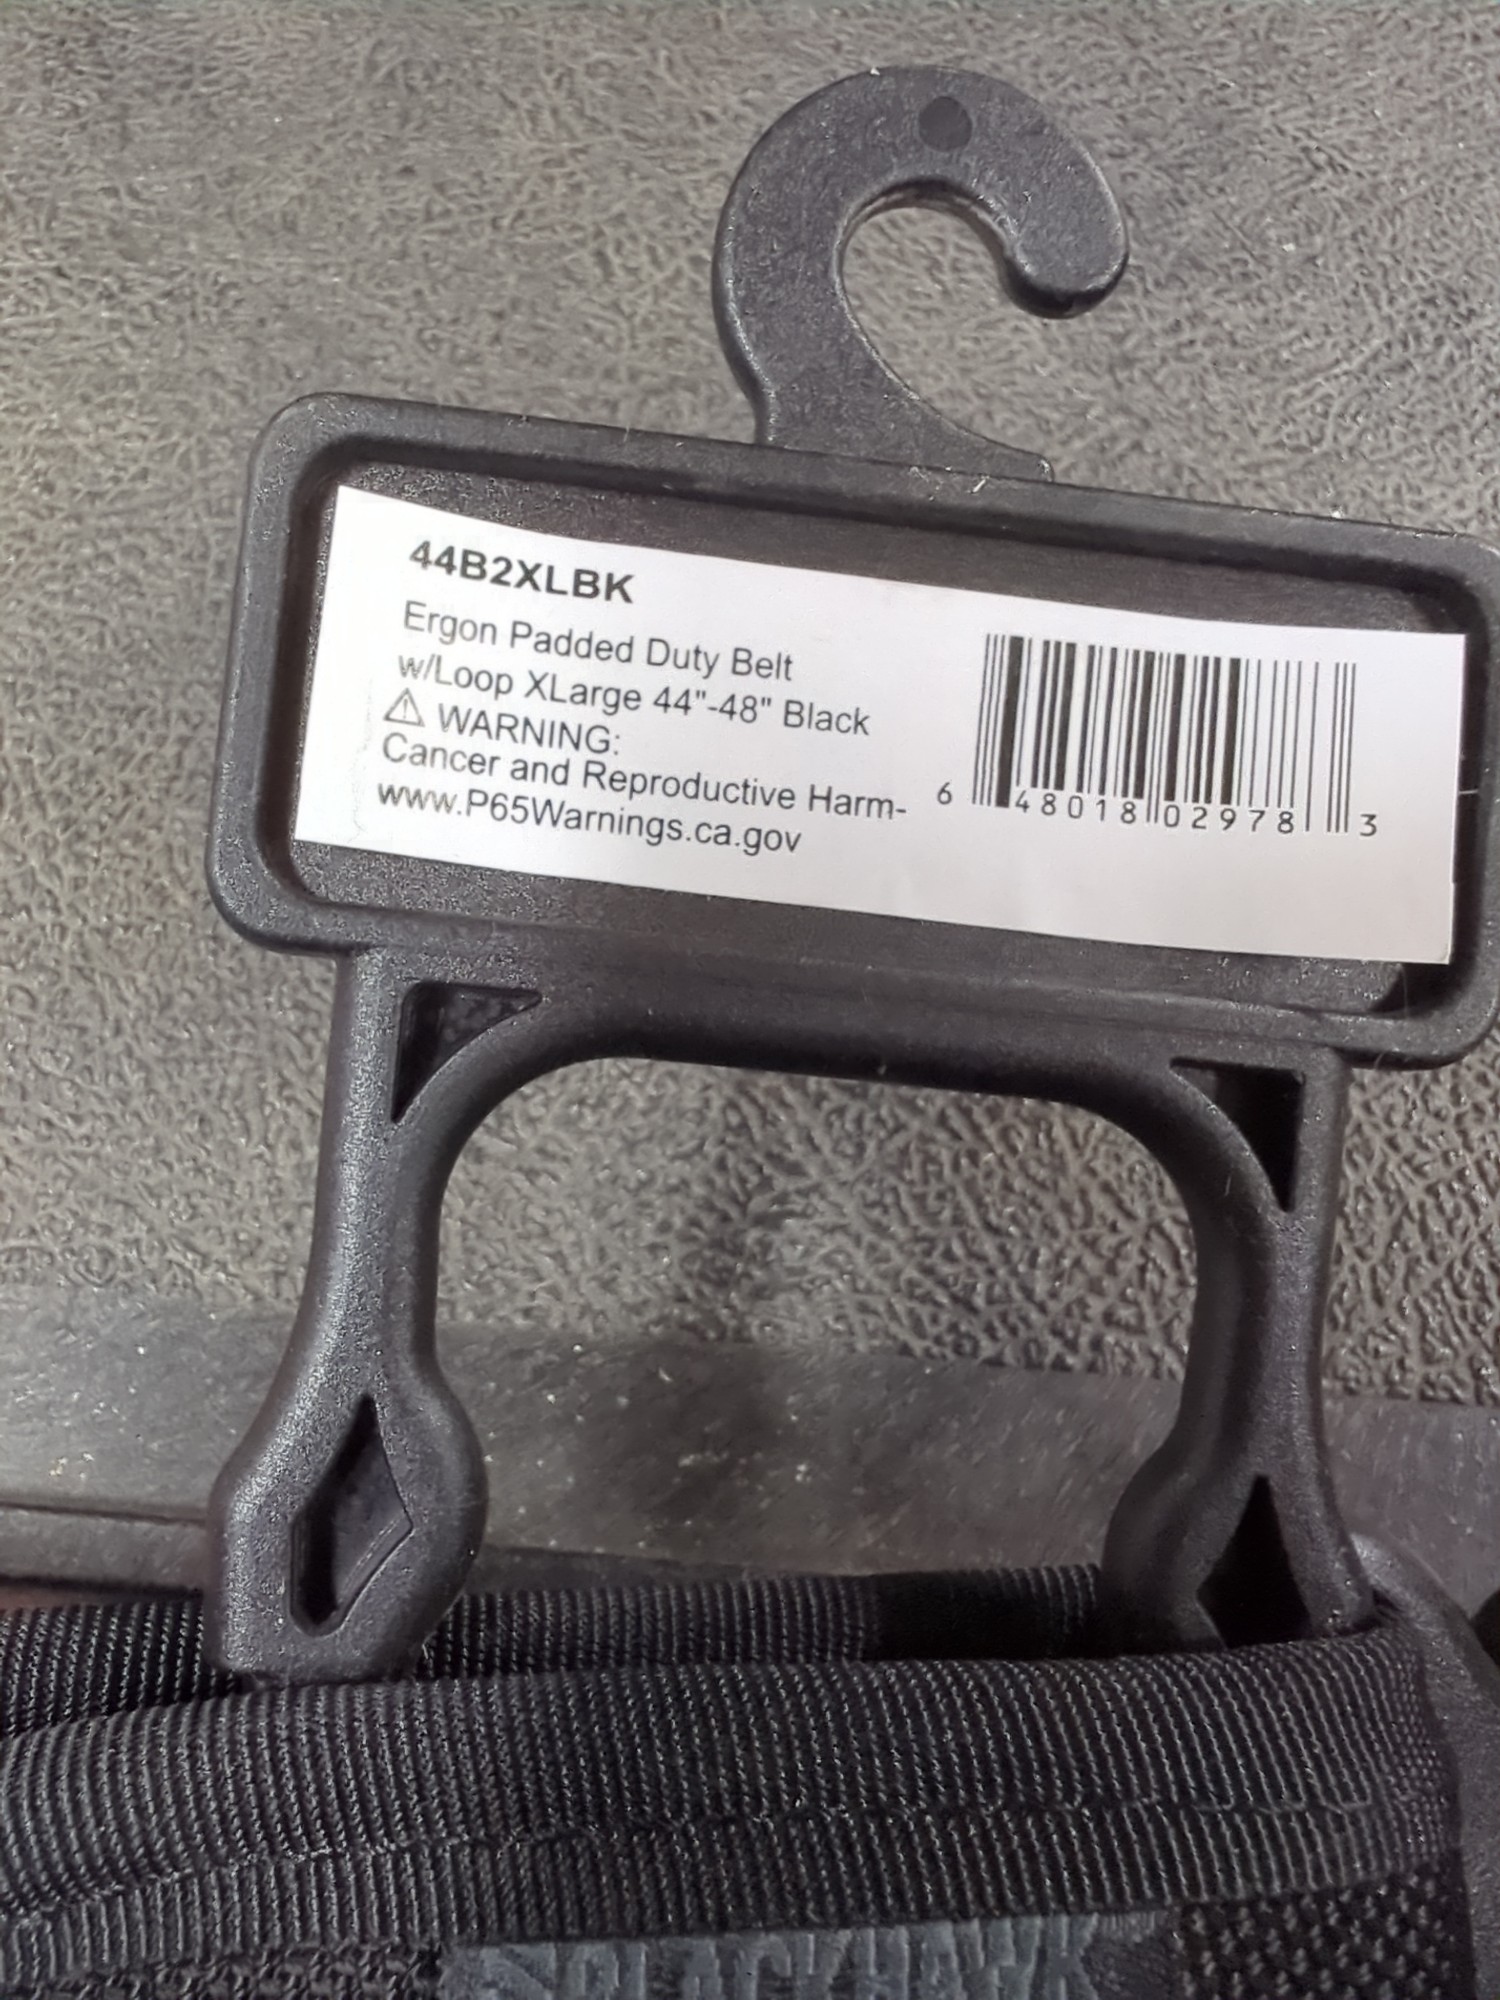 44B2XLBK
Ergon Padded Duty Belt
w/Loop XLarge 44"-48" Black
⚠ WARNING:
Cancer and Reproductive Harm-
www.P65Warnings.ca.gov
6 48018 02978 3
BLACKHAWK